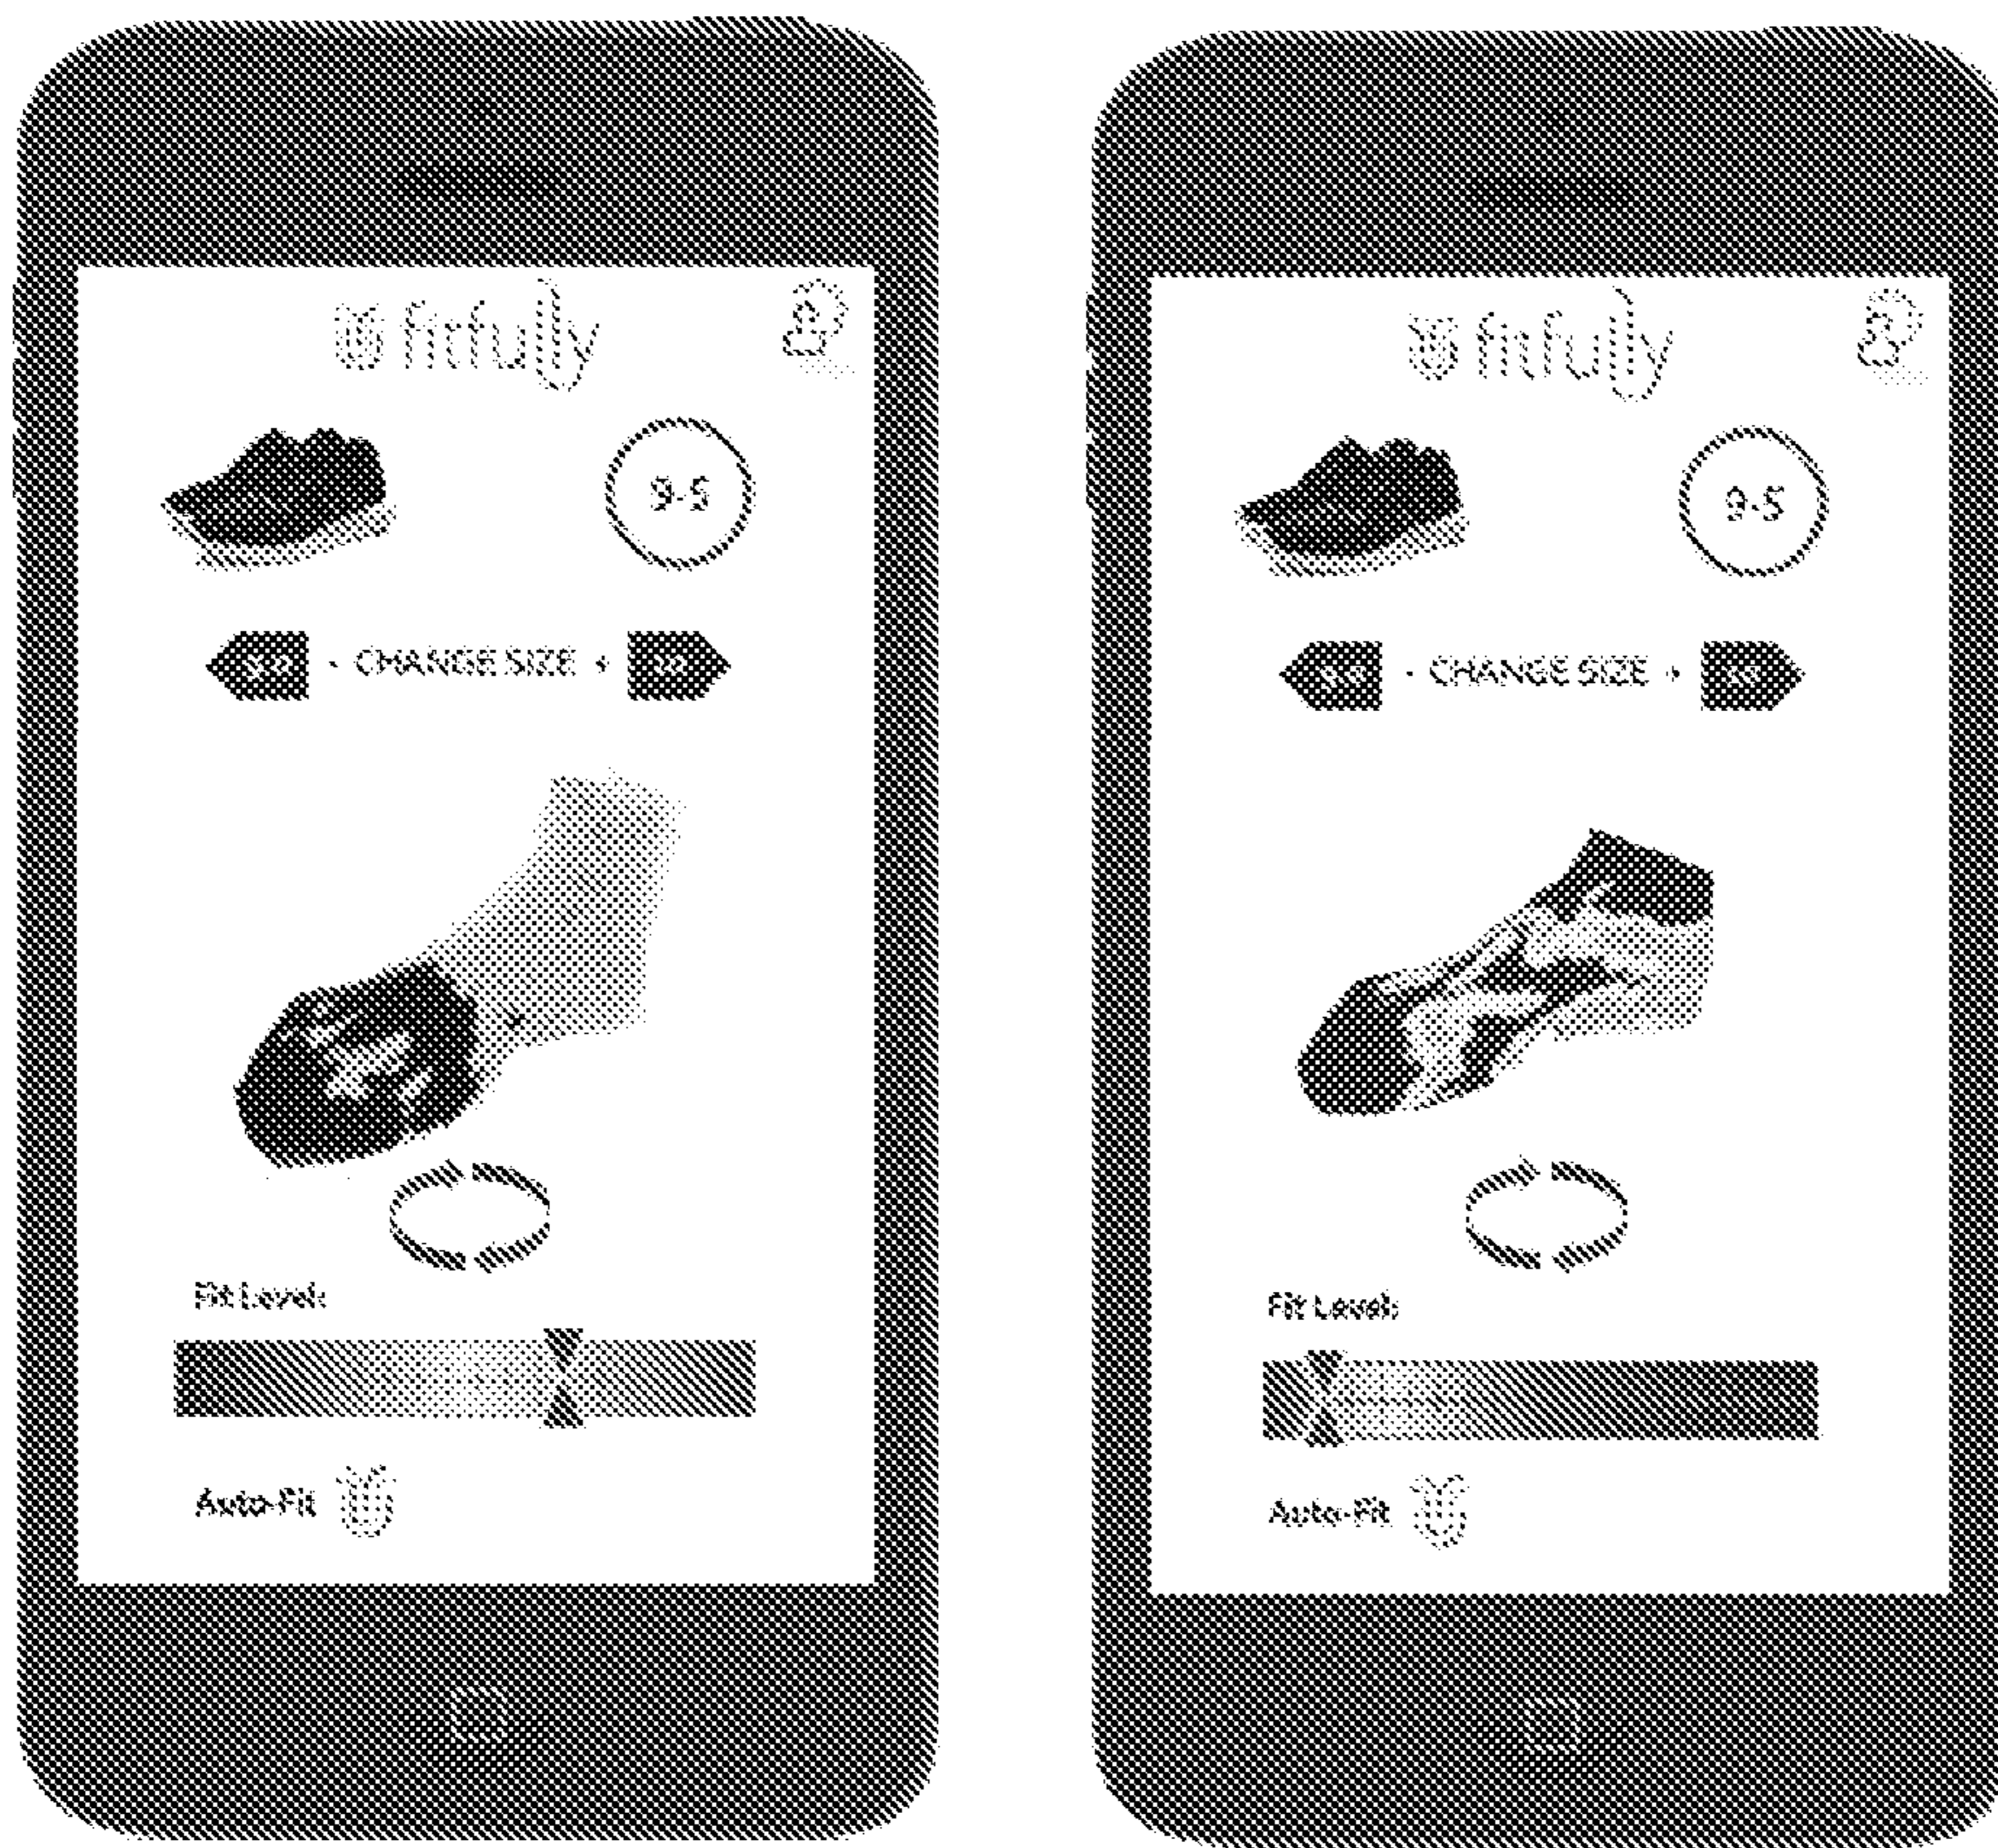 fitfully
9-5
- CHANGE SIZE +
Fit Level:
Auto-Fit
fitfully
9-5
- CHANGE SIZE +
Fit Level:
Auto-Fit